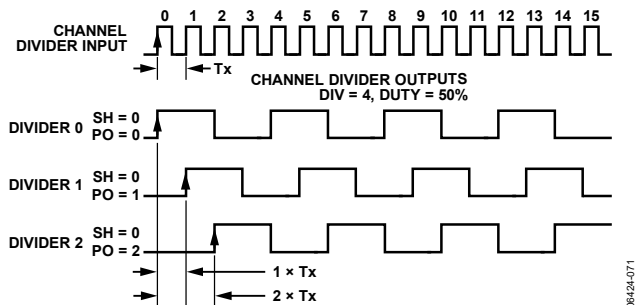 0 1 2 3 4 5 6 7 8 9 10 11 12 13 14 15
CHANNEL
DIVIDER INPUT
Tx
CHANNEL DIVIDER OUTPUTS
DIV = 4, DUTY = 50%
DIVIDER 0 SH = 0
PO = 0
DIVIDER 1 SH = 0
PO = 1
DIVIDER 2 SH = 0
PO = 2
1 × Tx
2 × Tx
06424-071